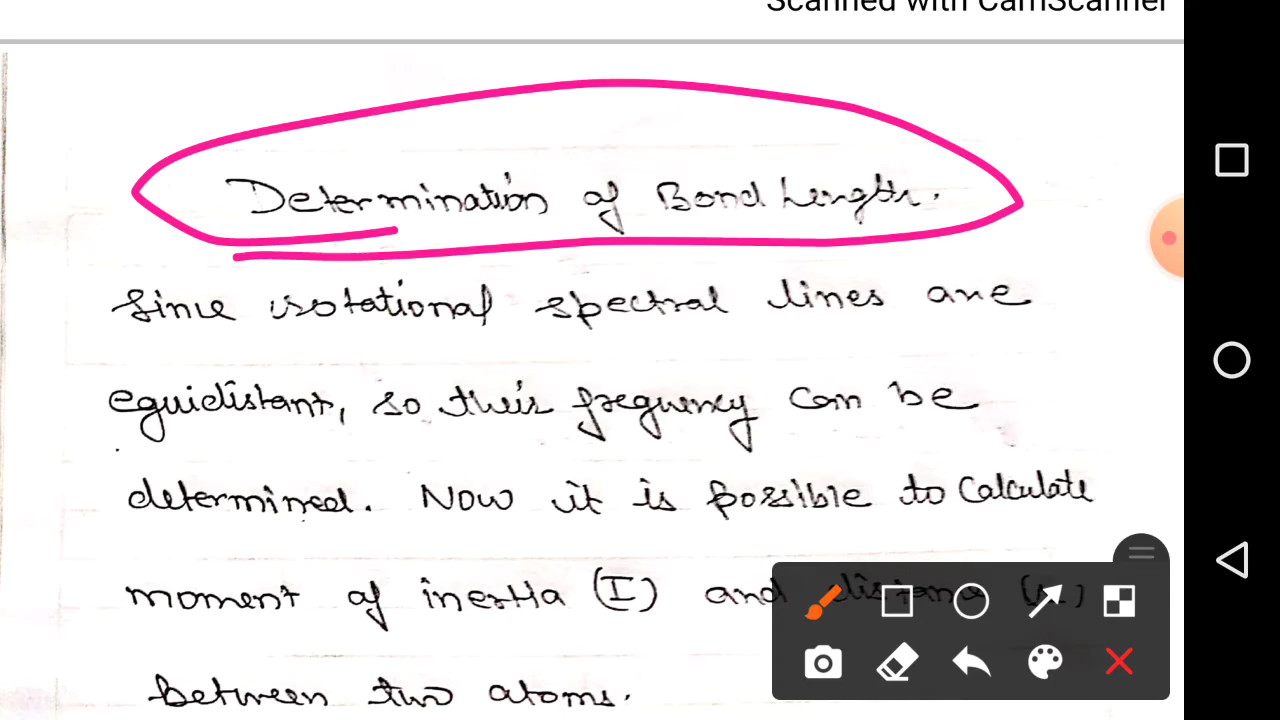 Scanned with CamScanner
Determination of Bond Length.
Since rotational spectral lines are
equidistant, so their frequency can be
determined. Now it is possible to Calculate
moment of inertia (I) and distance
between two atoms.